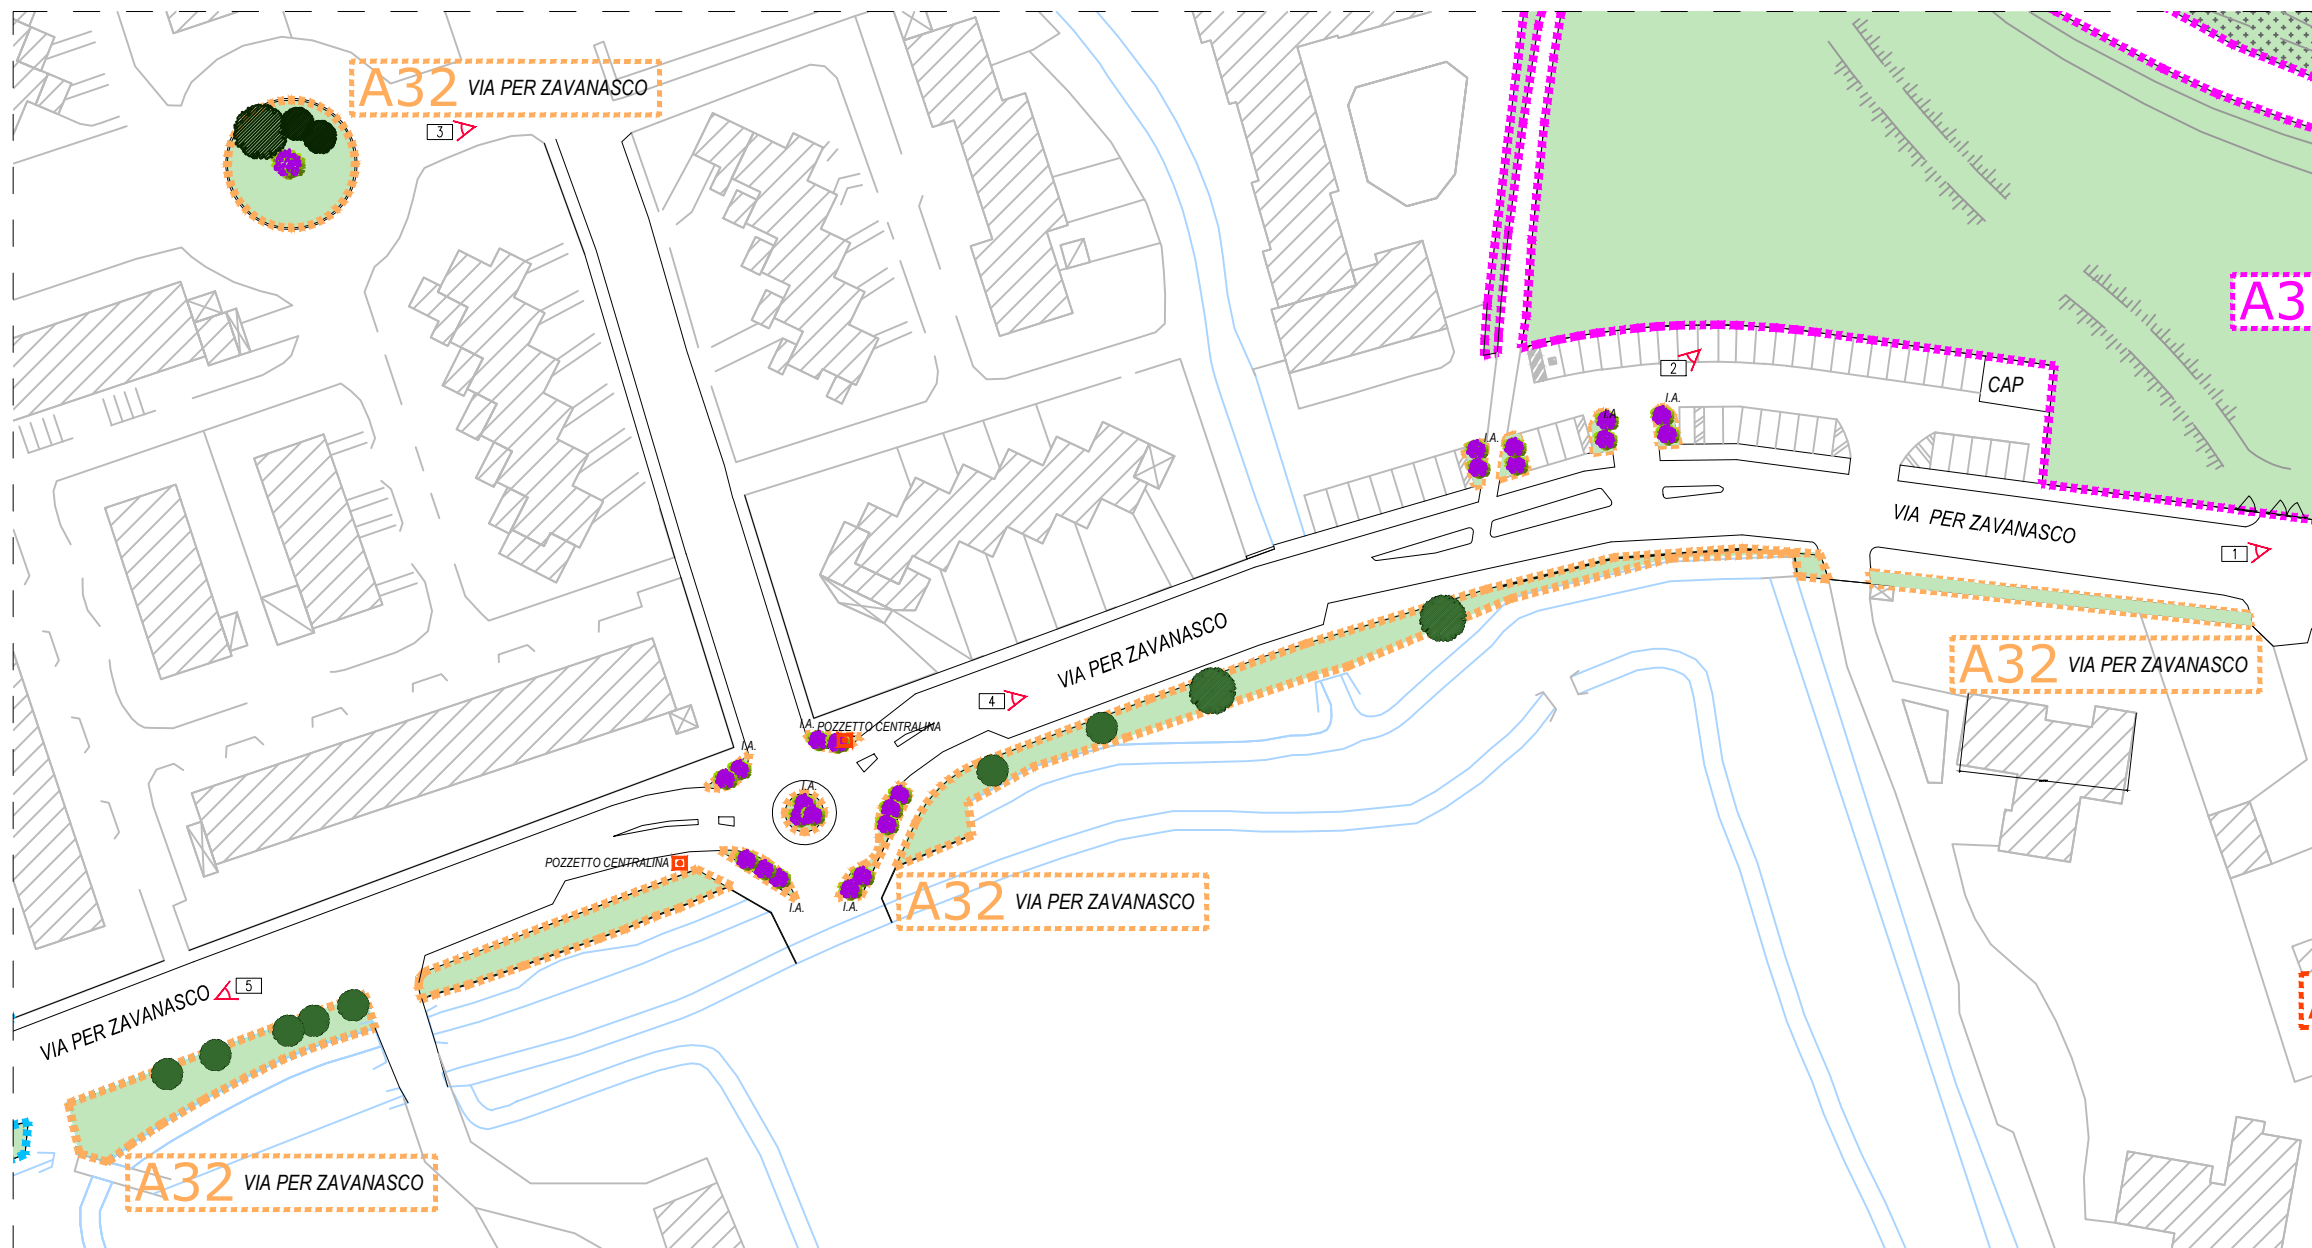 A32 VIA PER ZAVANASCO
3
A3
2
CAP
I.A.
I.A
I.A.
VIA PER ZAVANASCO
1
VIA PER ZAVANASCO
A32 VIA PER ZAVANASCO
4
I.A. POZZETTO CENTRALINA
I.A.
I.A.
POZZETTO CENTRALINA
I.A.
I.A.
A32 VIA PER ZAVANASCO
5
VIA PER ZAVANASCO
A32 VIA PER ZAVANASCO